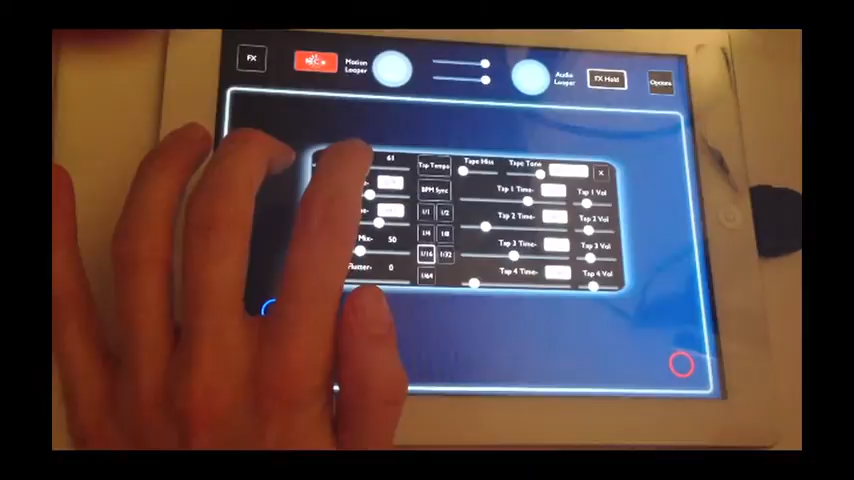 FX
REC
Motion
Looper
Audio
Looper
FX Hold
Options
61
Tap Tempo
Tape Hiss
Tape Tone
X
BPM Sync
Tap 1 Time-
Tap 1 Vol
1/1
1/2
Tap 2 Time-
Tap 2 Vol
1/4
1/8
Mix-
50
Tap 3 Time-
Tap 3 Vol
1/16
1/32
Flutter-
0
1/64
Tap 4 Time-
Tap 4 Vol